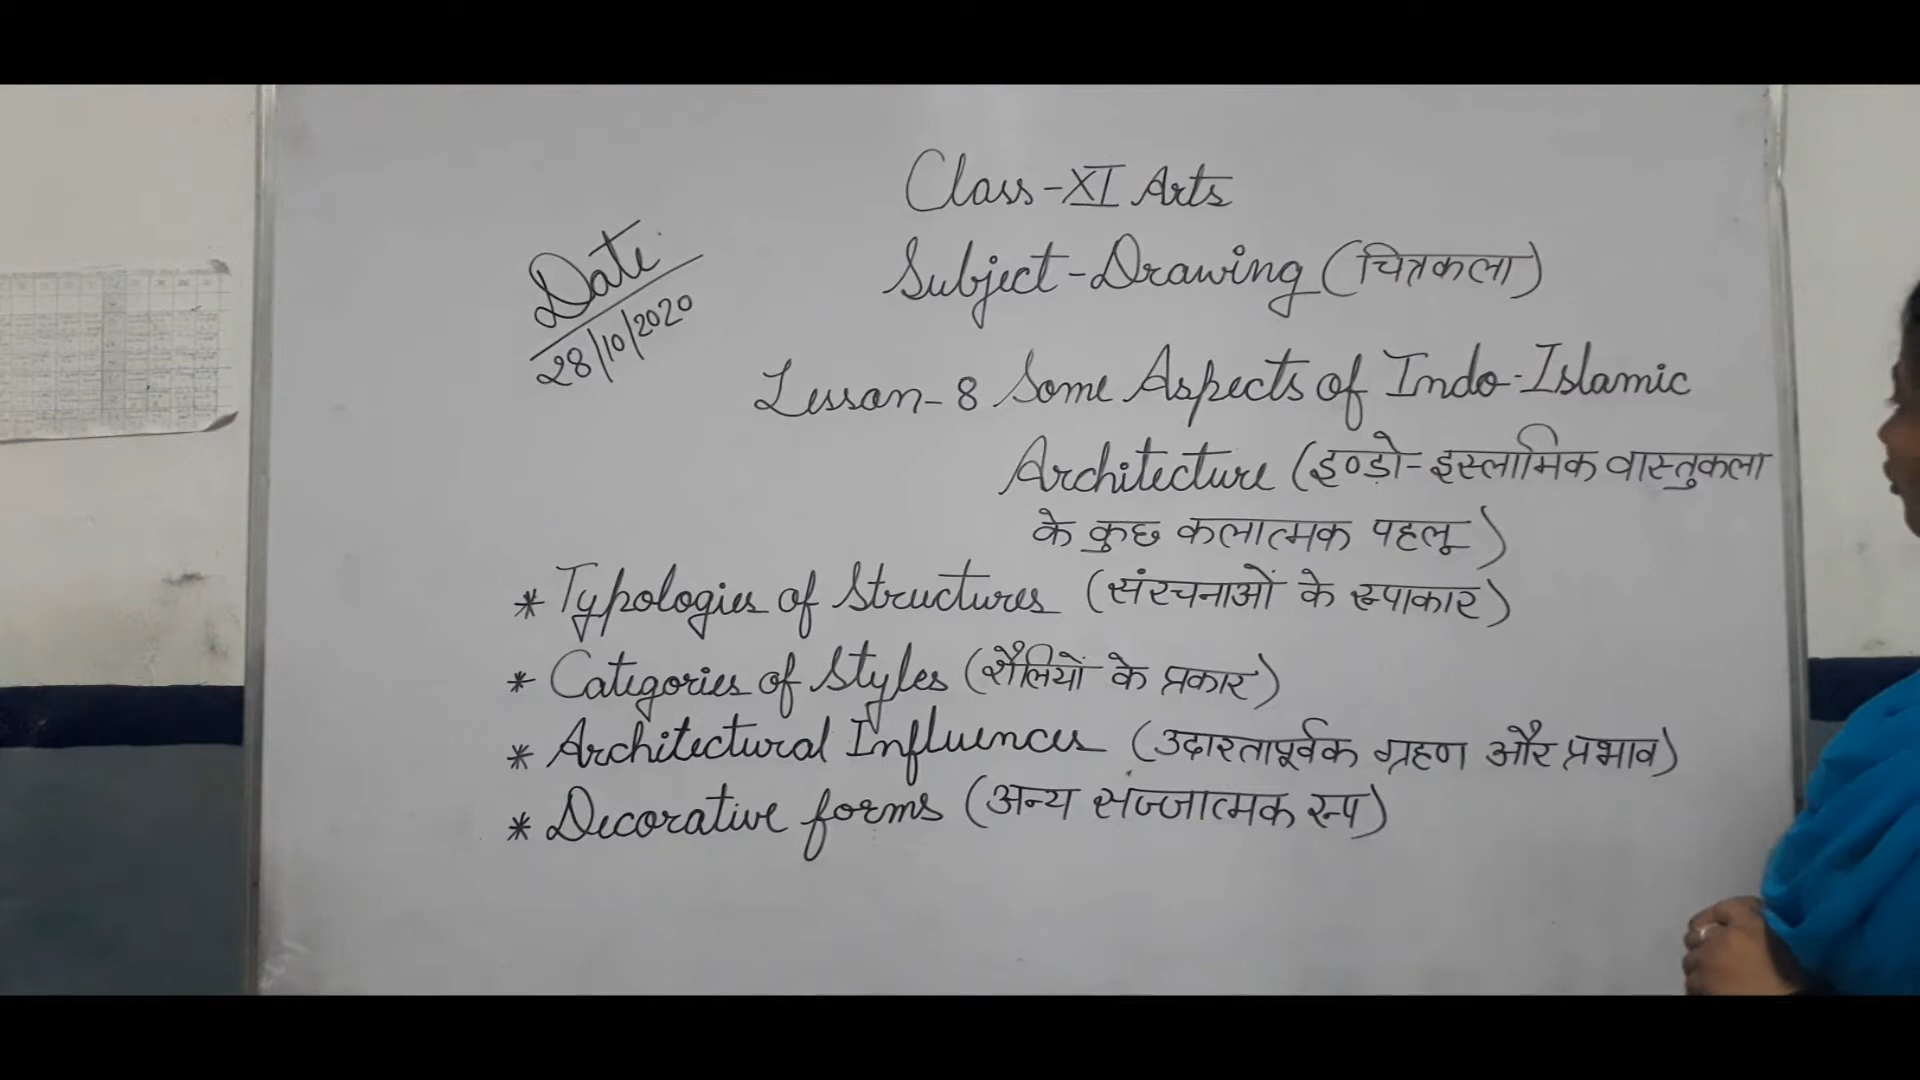 Class-XI Arts
Date
28/10/2020
Subject-Drawing (चित्रकला)
Lesson-8 Some Aspects of Indo-Islamic
Architecture (इण्डो-इस्लामिक वास्तुकला
के कुछ कलात्मक पहलू)
* Typologies of Structures (संरचनाओं के रूपाकार)
* Categories of Styles (शैलियों के प्रकार)
* Architectural Influences (उदारतापूर्वक ग्रहण और प्रभाव)
* Decorative forms (अन्य सज्जात्मक रूप)